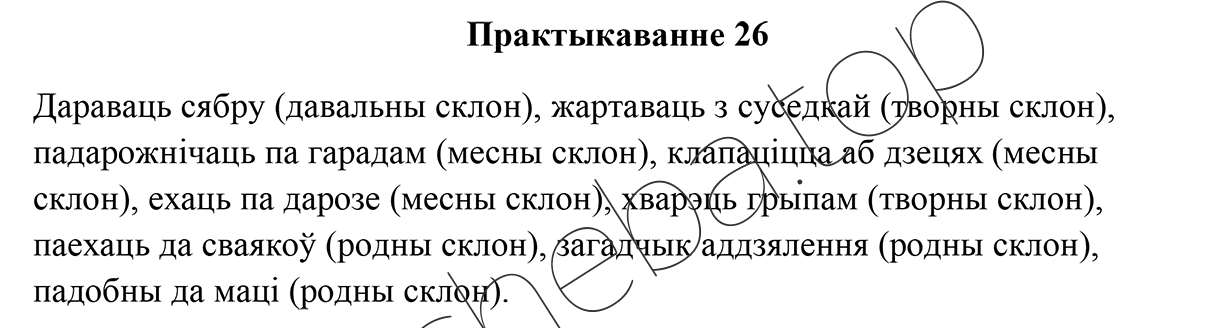 Практыкаванне 26
Дараваць сябру (давальны склон), жартаваць з суседкай (творны склон),
падарожнічаць па гарадам (месны склон), клапаціцца аб дзецях (месны
склон), ехаць па дарозе (месны склон), хварэць грыпам (творны склон),
паехаць да сваякоў (родны склон), загадчык аддзялення (родны склон),
падобны да маці (родны склон).